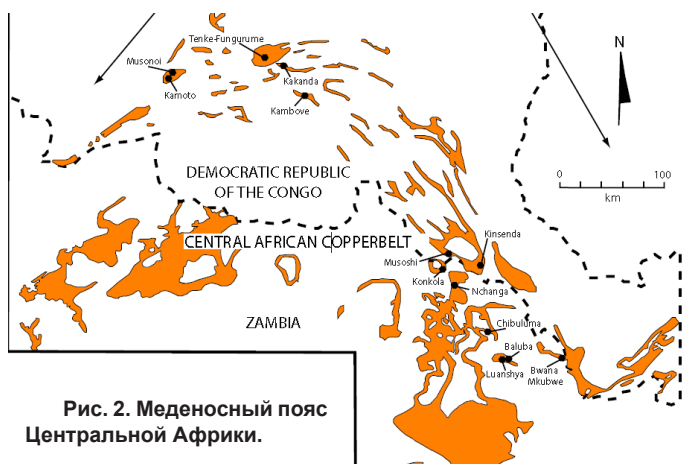 Tenke-Fungurume
Musonoi
Kamoto
Kakanda
Kambove
N
0 100
km
DEMOCRATIC REPUBLIC
OF THE CONGO
CENTRAL AFRICAN COPPERBELT
Kinsenda
Musoshi
Konkola
Nchanga
ZAMBIA
Chibuluma
Baluba
Luanshya
Bwana
Mkubwe
Рис. 2. Меденосный пояс
Центральной Африки.